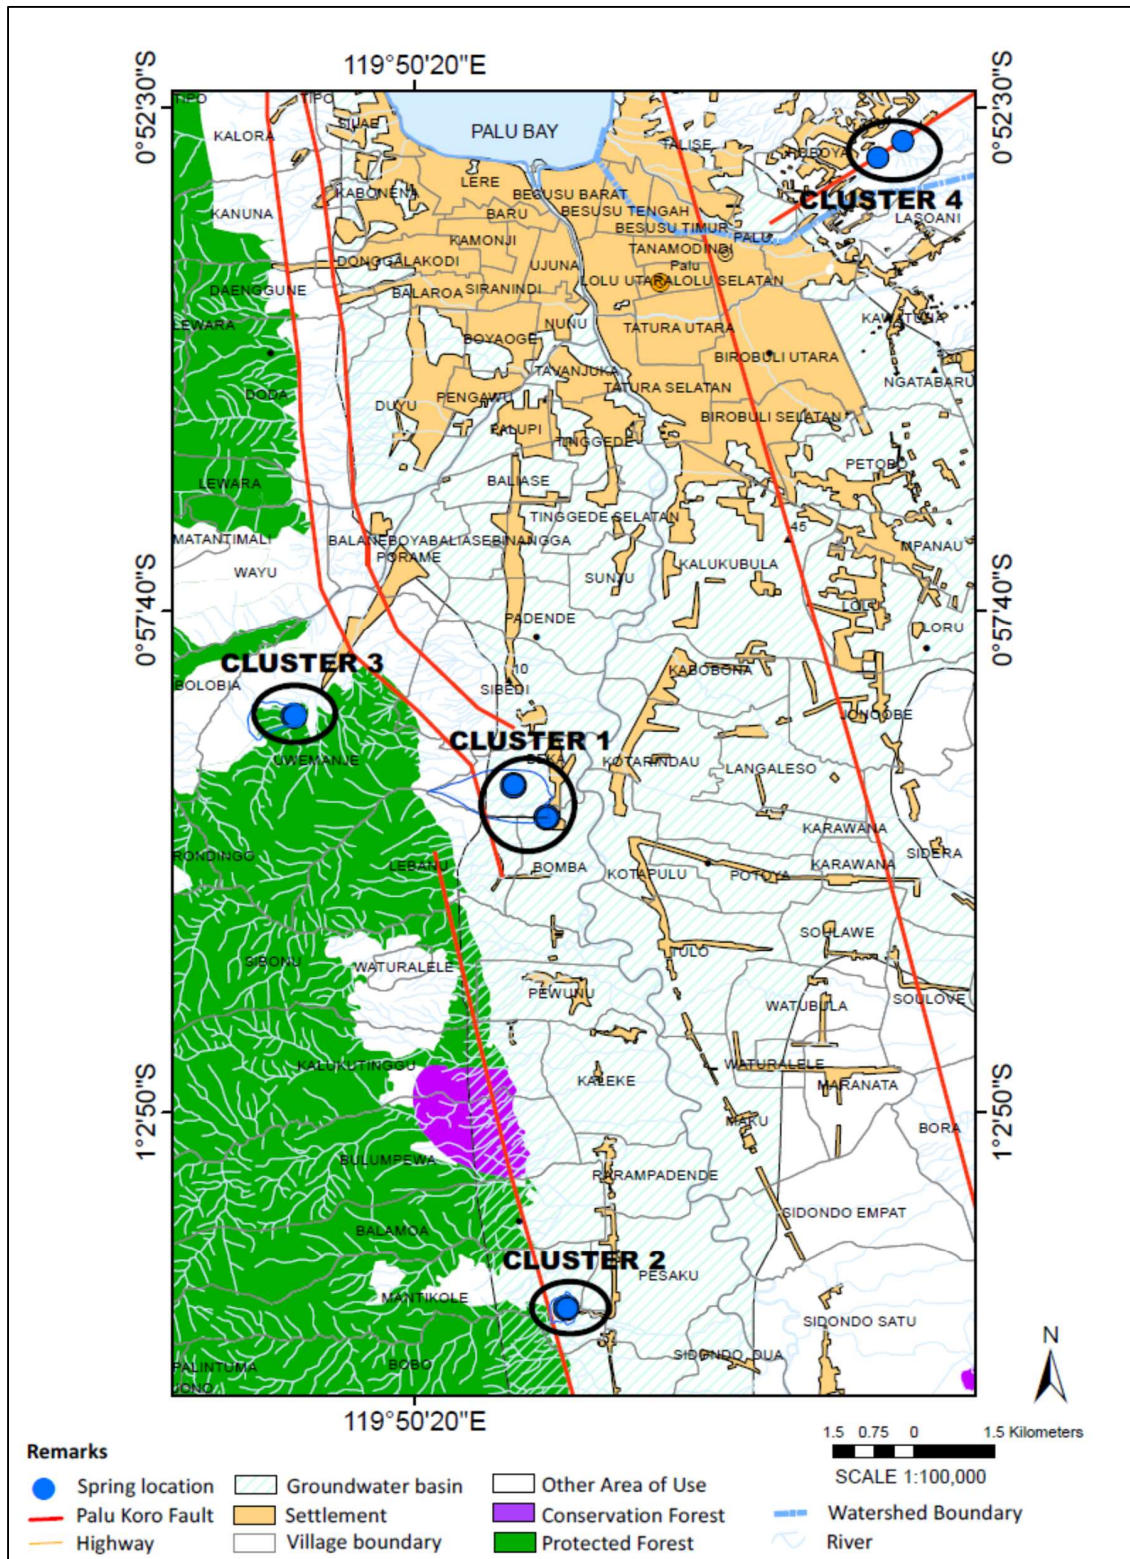 119°50'20"E
0°52'30"S
0°52'30"S
TIPO
TIPO
SILAE
KALORA
PALU BAY
TALISE
CLUSTER 4
KABONENA
LERE
BESUSU BARAT
KANUNA
BARU
BESUSU TENGAH
LASOANI
BESUSU TIMUR
KAMONJI
TANAMODINDI
PALU
DONGGALAKODI
UJUNA
Palu
DAENGGUNE
BALAROA
SIRANINDI
LOLU UTARA
LOLU SELATAN
LEWARA
NUNU
TATURA UTARA
KAWATUNA
BOYAOGE
BIROBULI UTARA
30
TAVANJUKA
NGATABARU
DODA
PENGAWU
TATURA SELATAN
DUYU
BIROBULI SELATAN
PALUPI
TINGGEDE
PETOBO
LEWARA
BALIASE
TINGGEDE SELATAN
45
MATANTIMALI
BALANE
BOYABALIASE
BINANGGA
MPANAU
PORAME
KALUKUBULA
WAYU
SUNJU
0°57'40"S
0°57'40"S
LOLU
PADENDE
LORU
CLUSTER 3
KABOBONA
10
BOLOBIA
SIBEDI
JONOOBE
CLUSTER 1
UWEMANJE
BEKA
KOTARINDAU
LANGALESO
KARAWANA
RONDINGO
LEBANU
BOMBA
KOTAPULU
POTOYA
KARAWANA
SIDERA
SOULAWE
SIBONU
WATURALELE
TULO
PEWUNU
WATUBULA
SOULOVE
KALUKUTINGGU
KALEKE
WATURALELE
MARANATA
1°2'50"S
1°2'50"S
MAKU
BORA
BULUMPEWA
RARAMPADENDE
SIDONDO EMPAT
BALAMOA
CLUSTER 2
PESAKU
MANTIKOLE
SIDONDO SATU
PALINTUMA
BOBO
SIDONDO DUA
JONO
119°50'20"E
N
Remarks
1.5 0.75 0 1.5 Kilometers
SCALE 1:100,000
Spring location
Groundwater basin
Other Area of Use
Palu Koro Fault
Settlement
Conservation Forest
Watershed Boundary
Highway
Village boundary
Protected Forest
River